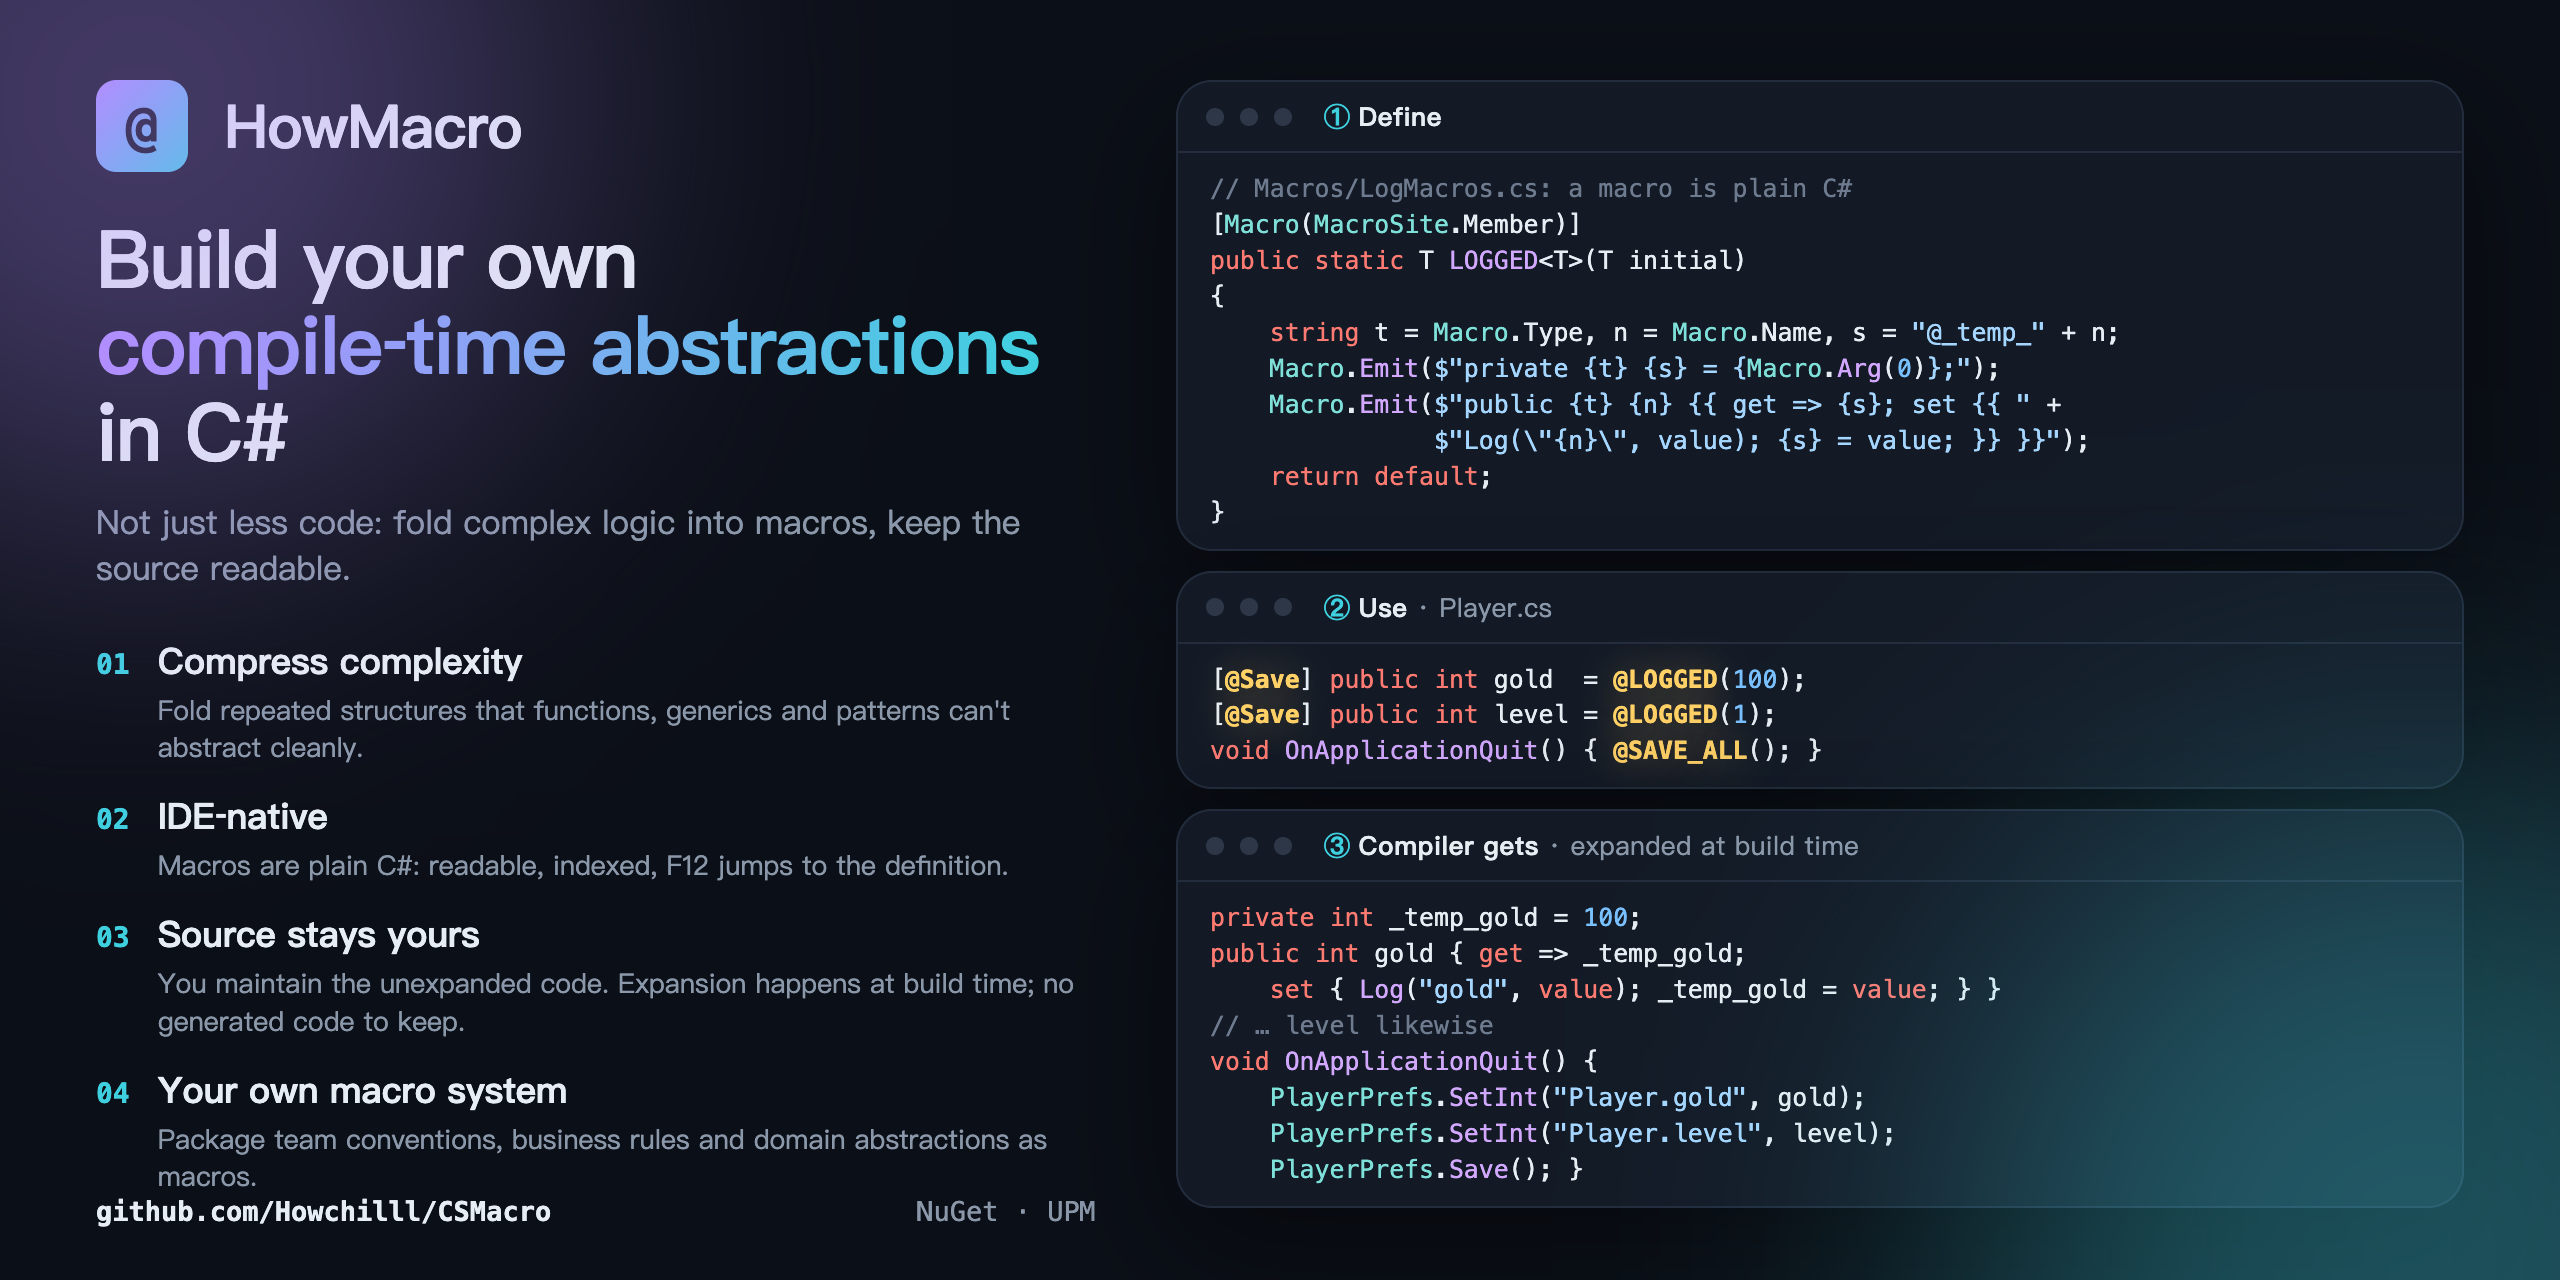 @ HowMacro
Build your own
compile-time abstractions
in C#
Not just less code: fold complex logic into macros, keep the
source readable.
01 Compress complexity
Fold repeated structures that functions, generics and patterns can't
abstract cleanly.
02 IDE-native
Macros are plain C#: readable, indexed, F12 jumps to the definition.
03 Source stays yours
You maintain the unexpanded code. Expansion happens at build time; no
generated code to keep.
04 Your own macro system
Package team conventions, business rules and domain abstractions as
macros.
github.com/Howchilll/CSMacro
NuGet · UPM
① Define
// Macros/LogMacros.cs: a macro is plain C#
[Macro(MacroSite.Member)]
public static T LOGGED<T>(T initial)
{
    string t = Macro.Type, n = Macro.Name, s = "@_temp_" + n;
    Macro.Emit($"private {t} {s} = {Macro.Arg(0)};");
    Macro.Emit($"public {t} {n} {{ get => {s}; set {{ " +
               $"Log(\"{n}\", value); {s} = value; }} }}");
    return default;
}
② Use · Player.cs
[@Save] public int gold  = @LOGGED(100);
[@Save] public int level = @LOGGED(1);
void OnApplicationQuit() { @SAVE_ALL(); }
③ Compiler gets · expanded at build time
private int _temp_gold = 100;
public int gold { get => _temp_gold;
    set { Log("gold", value); _temp_gold = value; } }
// … level likewise
void OnApplicationQuit() {
    PlayerPrefs.SetInt("Player.gold", gold);
    PlayerPrefs.SetInt("Player.level", level);
    PlayerPrefs.Save(); }